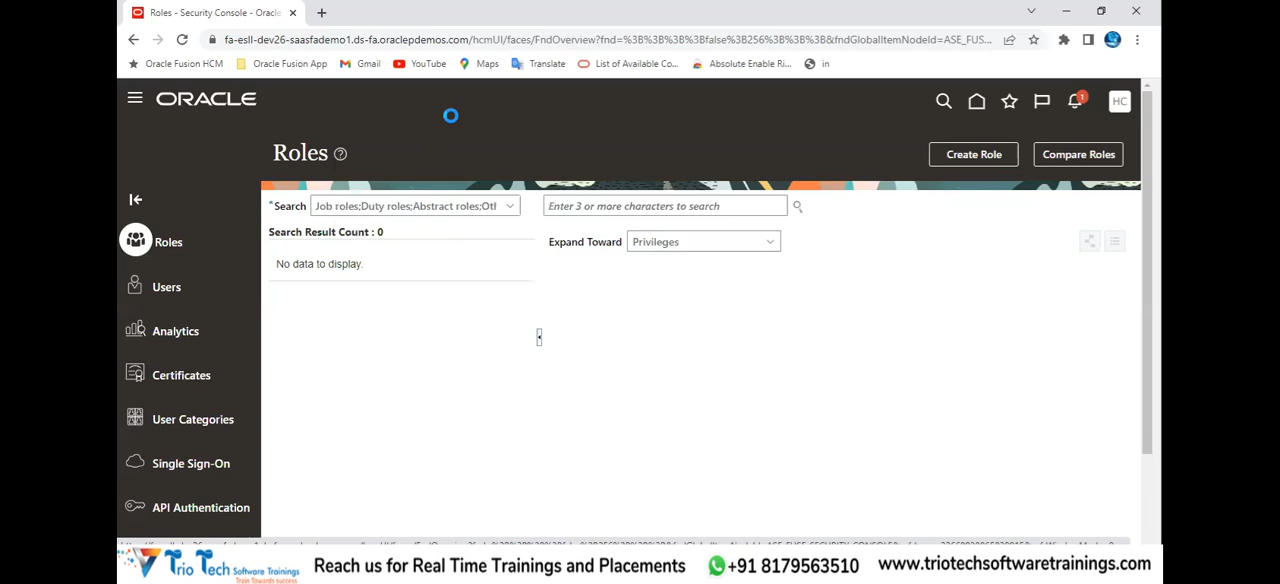 Roles - Security Console - Oracle
fa-esll-dev26-saasfademo1.ds-fa.oraclepdemos.com/hcmUI/faces/FndOverview?fnd=%3B%3B%3B%3Bfalse%3B256%3B%3B%3B&fndGlobalItemNodeId=ASE_FUS...
Oracle Fusion HCM
Oracle Fusion App
Gmail
YouTube
Maps
Translate
List of Available Co...
Absolute Enable Ri...
in
ORACLE
1
HC
Roles
Create Role
Compare Roles
*Search
Job roles;Duty roles;Abstract roles;Otl
Enter 3 or more characters to search
Search Result Count : 0
Expand Toward
Privileges
No data to display.
Roles
Users
Analytics
Certificates
User Categories
Single Sign-On
API Authentication
Trio Tech Software Trainings
Train Towards success
Reach us for Real Time Trainings and Placements
+91 8179563510
www.triotechsoftwaretrainings.com